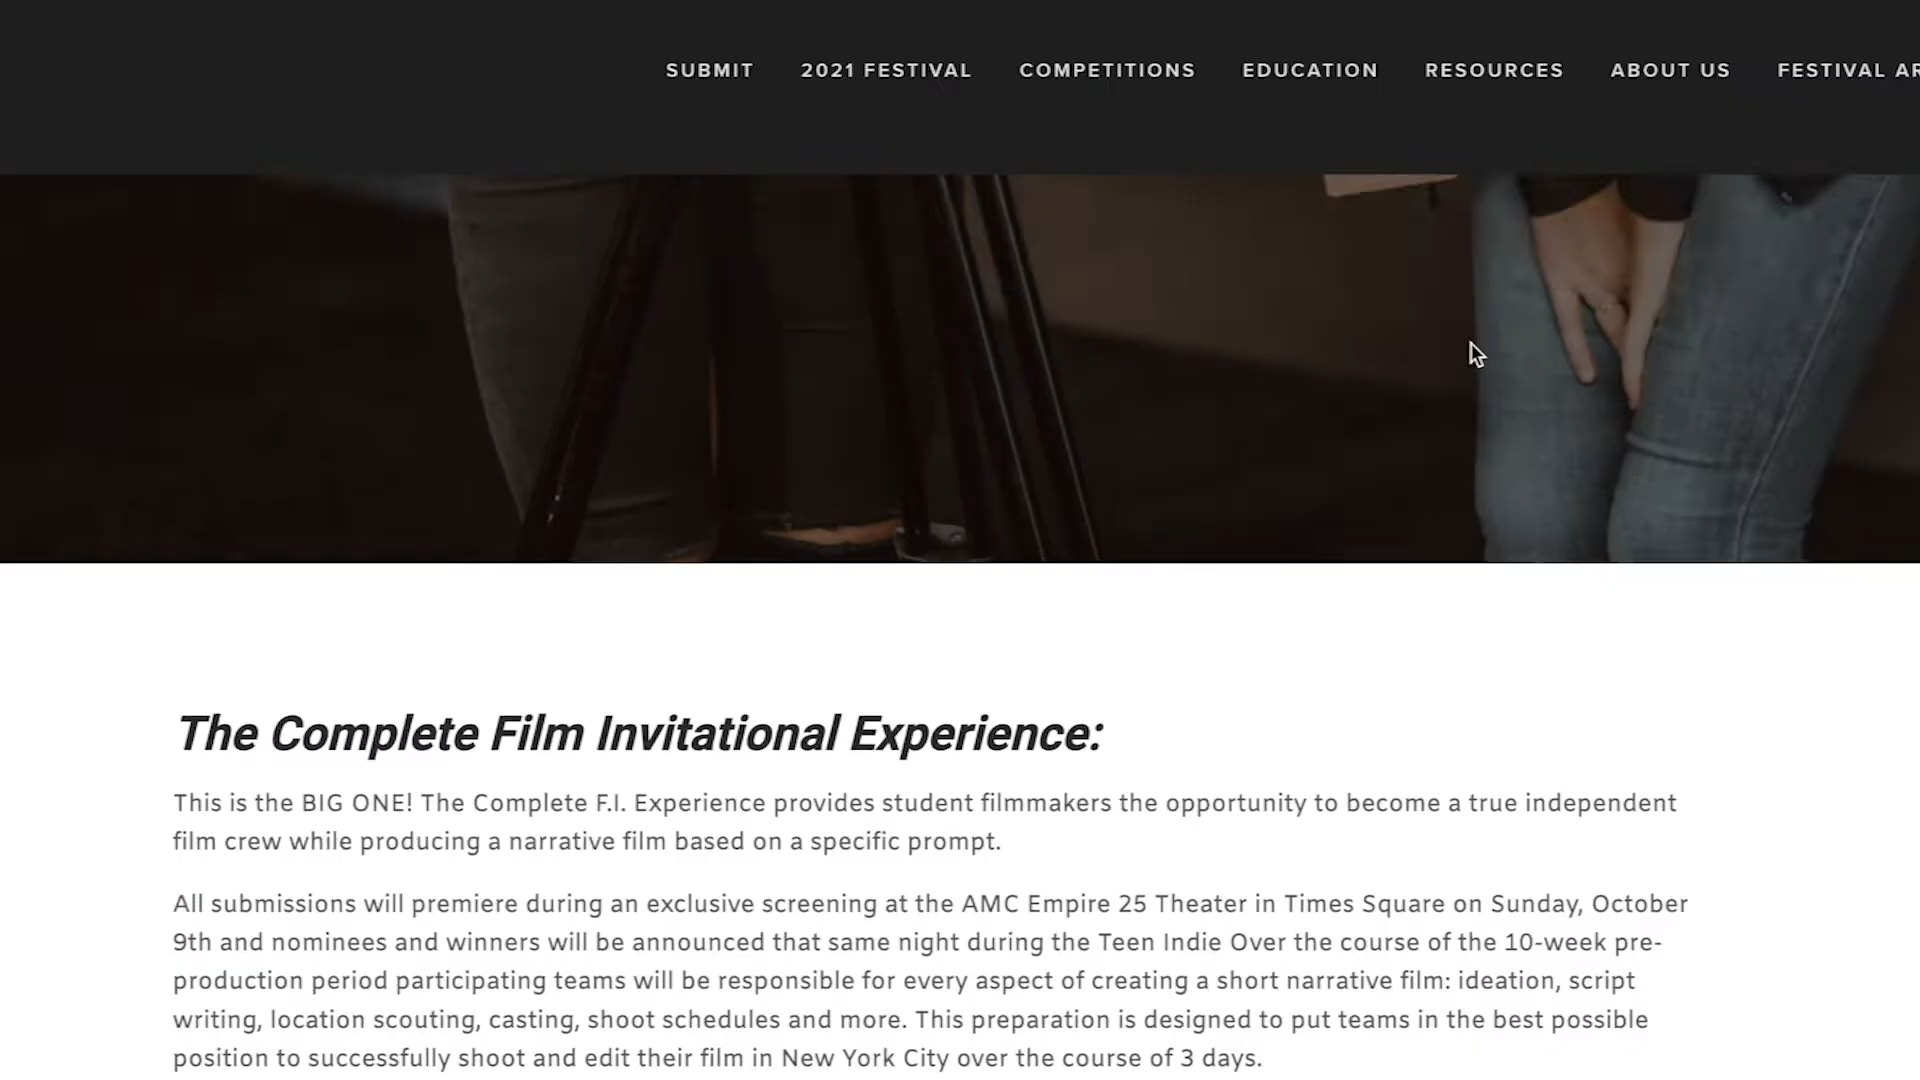 SUBMIT 2021 FESTIVAL COMPETITIONS EDUCATION RESOURCES ABOUT US FESTIVAL
The Complete Film Invitational Experience:
This is the BIG ONE! The Complete F.I. Experience provides student filmmakers the opportunity to become a true independent
film crew while producing a narrative film based on a specific prompt.
All submissions will premiere during an exclusive screening at the AMC Empire 25 Theater in Times Square on Sunday, October
9th and nominees and winners will be announced that same night during the Teen Indie Over the course of the 10-week pre-
production period participating teams will be responsible for every aspect of creating a short narrative film: ideation, script
writing, location scouting, casting, shoot schedules and more. This preparation is designed to put teams in the best possible
position to successfully shoot and edit their film in New York City over the course of 3 days.